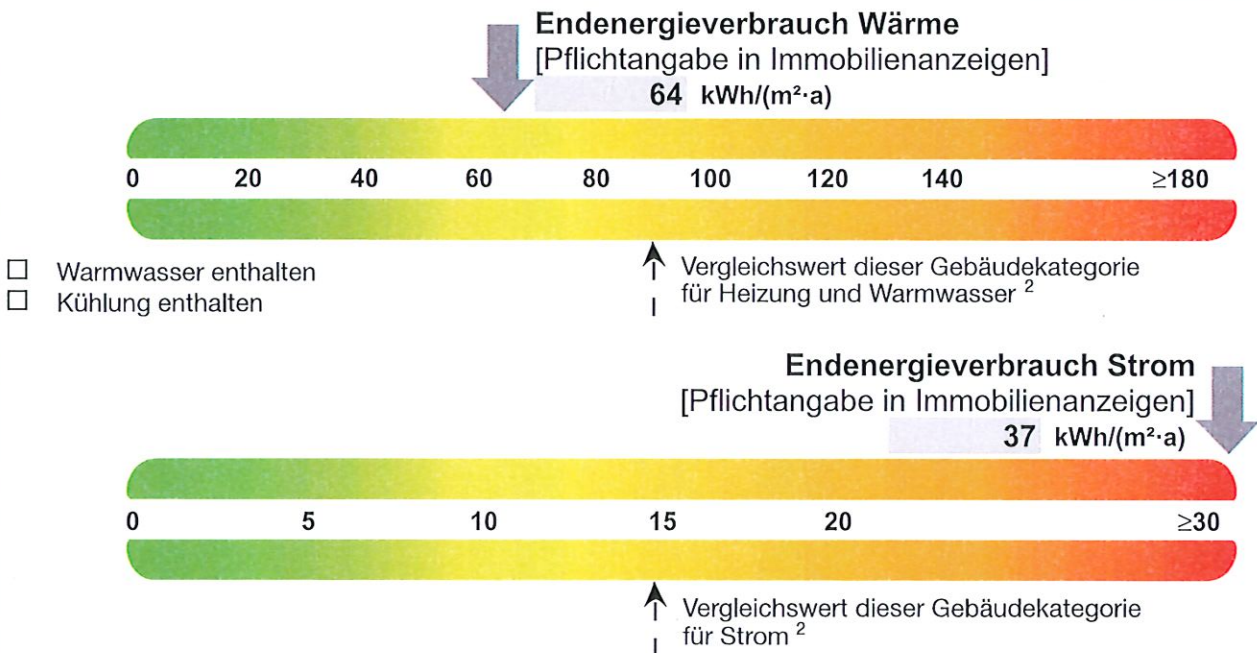 Endenergieverbrauch Wärme
[Pflichtangabe in Immobilienanzeigen]
64 kWh/(m²·a)
0 20 40 60 80 100 120 140 ≥180
☐ Warmwasser enthalten
☐ Kühlung enthalten
Vergleichswert dieser Gebäudekategorie
für Heizung und Warmwasser ²
Endenergieverbrauch Strom
[Pflichtangabe in Immobilienanzeigen]
37 kWh/(m²·a)
0 5 10 15 20 ≥30
Vergleichswert dieser Gebäudekategorie
für Strom ²